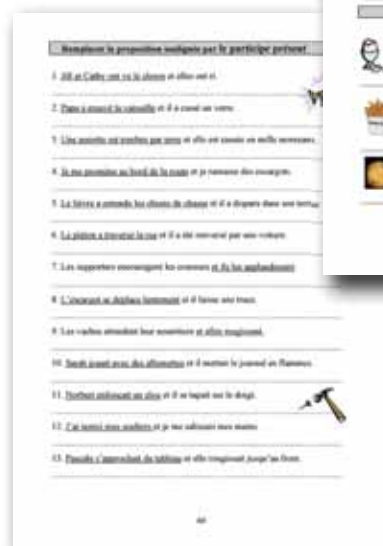 Remplacer la proposition soulignée par le participe présent
1. Jill et Cathy ont vu le clown et elles ont ri.
2. Papa a essuyé la vaisselle et il a cassé un verre.
3. Une assiette est tombée par terre et elle est cassée en mille morceaux.
4. Je me promène au bord de la route et je ramasse des escargots.
5. Le lièvre a entendu les chiens de chasse et il a disparu dans son terrier
6. Le piéton a traversé la rue et il a été renversé par une voiture.
7. Les supporters encouragent les coureurs et ils les applaudissent.
8. L'escargot se déplace lentement et il laisse une trace.
9. Les vaches attendent leur nourriture et elles mugissent.
10. Sarah jouait avec des allumettes et il mettait le journal en flammes.
11. Norbert enfonçait un clou et il se tapait sur le doigt.
12. J'ai mes souliers et je me salissais mes mains.
13. Pascale s'approchait du tableau et elle rougissait jusqu'au front.